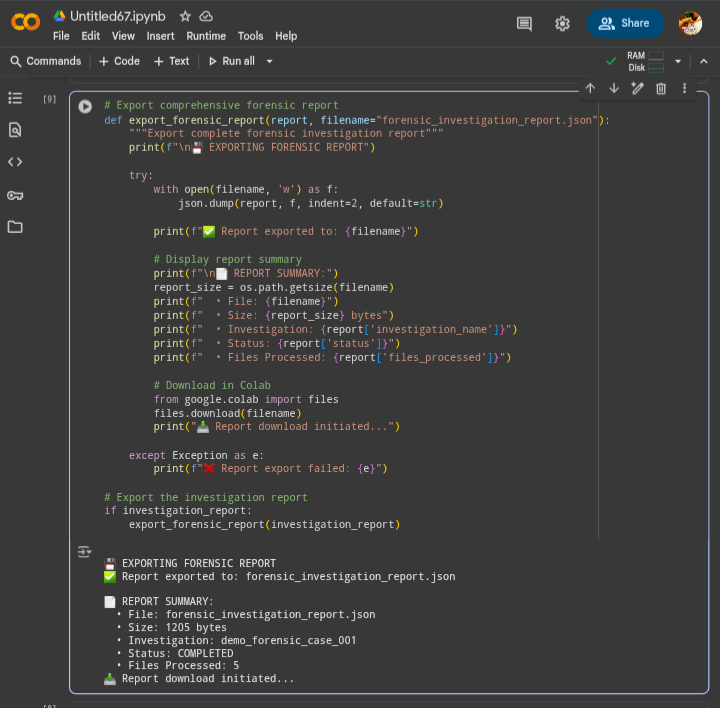 Untitled67.ipynb
File Edit View Insert Runtime Tools Help
Share
Commands + Code + Text Run all
RAM
Disk
[9]
# Export comprehensive forensic report
def export_forensic_report(report, filename="forensic_investigation_report.json"):
    """Export complete forensic investigation report"""
    print(f"\n💾 EXPORTING FORENSIC REPORT")

    try:
        with open(filename, 'w') as f:
            json.dump(report, f, indent=2, default=str)

        print(f"✅ Report exported to: {filename}")

        # Display report summary
        print(f"\n📄 REPORT SUMMARY:")
        report_size = os.path.getsize(filename)
        print(f"  • File: {filename}")
        print(f"  • Size: {report_size} bytes")
        print(f"  • Investigation: {report['investigation_name']}")
        print(f"  • Status: {report['status']}")
        print(f"  • Files Processed: {report['files_processed']}")

        # Download in Colab
        from google.colab import files
        files.download(filename)
        print("📥 Report download initiated...")

    except Exception as e:
        print(f"❌ Report export failed: {e}")

# Export the investigation report
if investigation_report:
    export_forensic_report(investigation_report)

💾 EXPORTING FORENSIC REPORT
✅ Report exported to: forensic_investigation_report.json

📄 REPORT SUMMARY:
  • File: forensic_investigation_report.json
  • Size: 1205 bytes
  • Investigation: demo_forensic_case_001
  • Status: COMPLETED
  • Files Processed: 5
📥 Report download initiated...